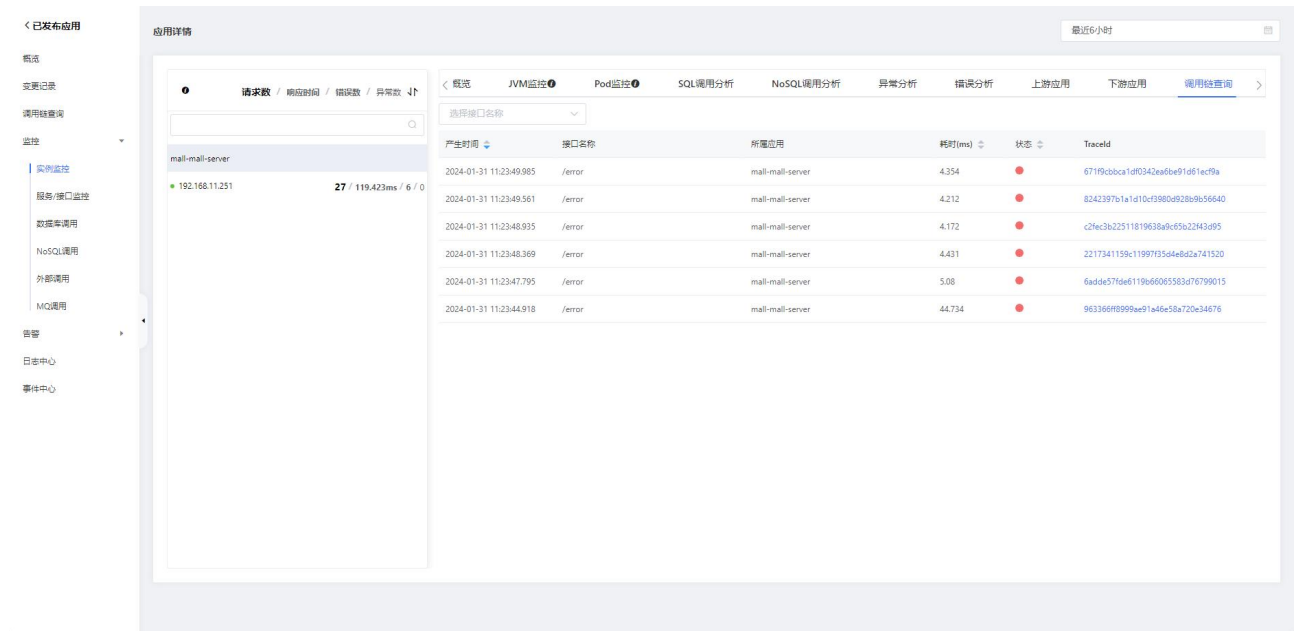 已发布应用
概览
变更记录
调用链查询
监控
实例监控
服务/接口监控
数据库调用
NoSQL调用
外部调用
MQ调用
告警
日志中心
事件中心
应用详情
最近6小时
请求数 / 响应时间 / 错误数 / 异常数
mall-mall-server
192.168.11.251 27 / 119.423ms / 6 / 0
概览 JVM监控 Pod监控 SQL调用分析 NoSQL调用分析 异常分析 错误分析 上游应用 下游应用 调用链查询
选择接口名称
产生时间 接口名称 所属应用 耗时(ms) 状态 TraceId
2024-01-31 11:23:49.985 /error mall-mall-server 4.354 671f9cbbca1df0342ea6be91d61ecf9a
2024-01-31 11:23:49.561 /error mall-mall-server 4.212 8242397b1a1d10cf3980d928b9b56640
2024-01-31 11:23:48.935 /error mall-mall-server 4.172 c2fec3b22511819638a9c65b22f43d95
2024-01-31 11:23:48.369 /error mall-mall-server 4.431 2217341159c11997f35d4e8d2a741520
2024-01-31 11:23:47.795 /error mall-mall-server 5.08 6adde57fde6119b66065583d76799015
2024-01-31 11:23:44.918 /error mall-mall-server 44.734 963366ff8999ae91a46e58a720e34676